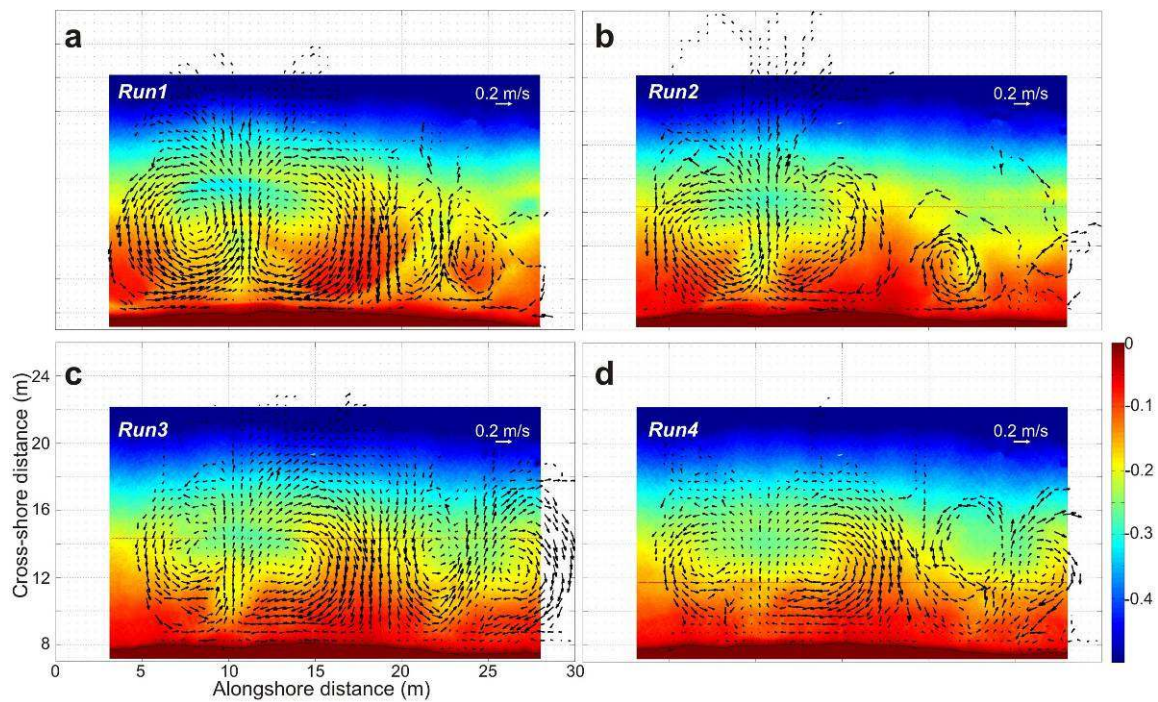 a
Run1
0.2 m/s
b
Run2
0.2 m/s
c
Run3
0.2 m/s
d
Run4
0.2 m/s
Cross-shore distance (m)
24
20
16
12
8
0
5
10
15
20
25
30
Alongshore distance (m)
0
-0.1
-0.2
-0.3
-0.4